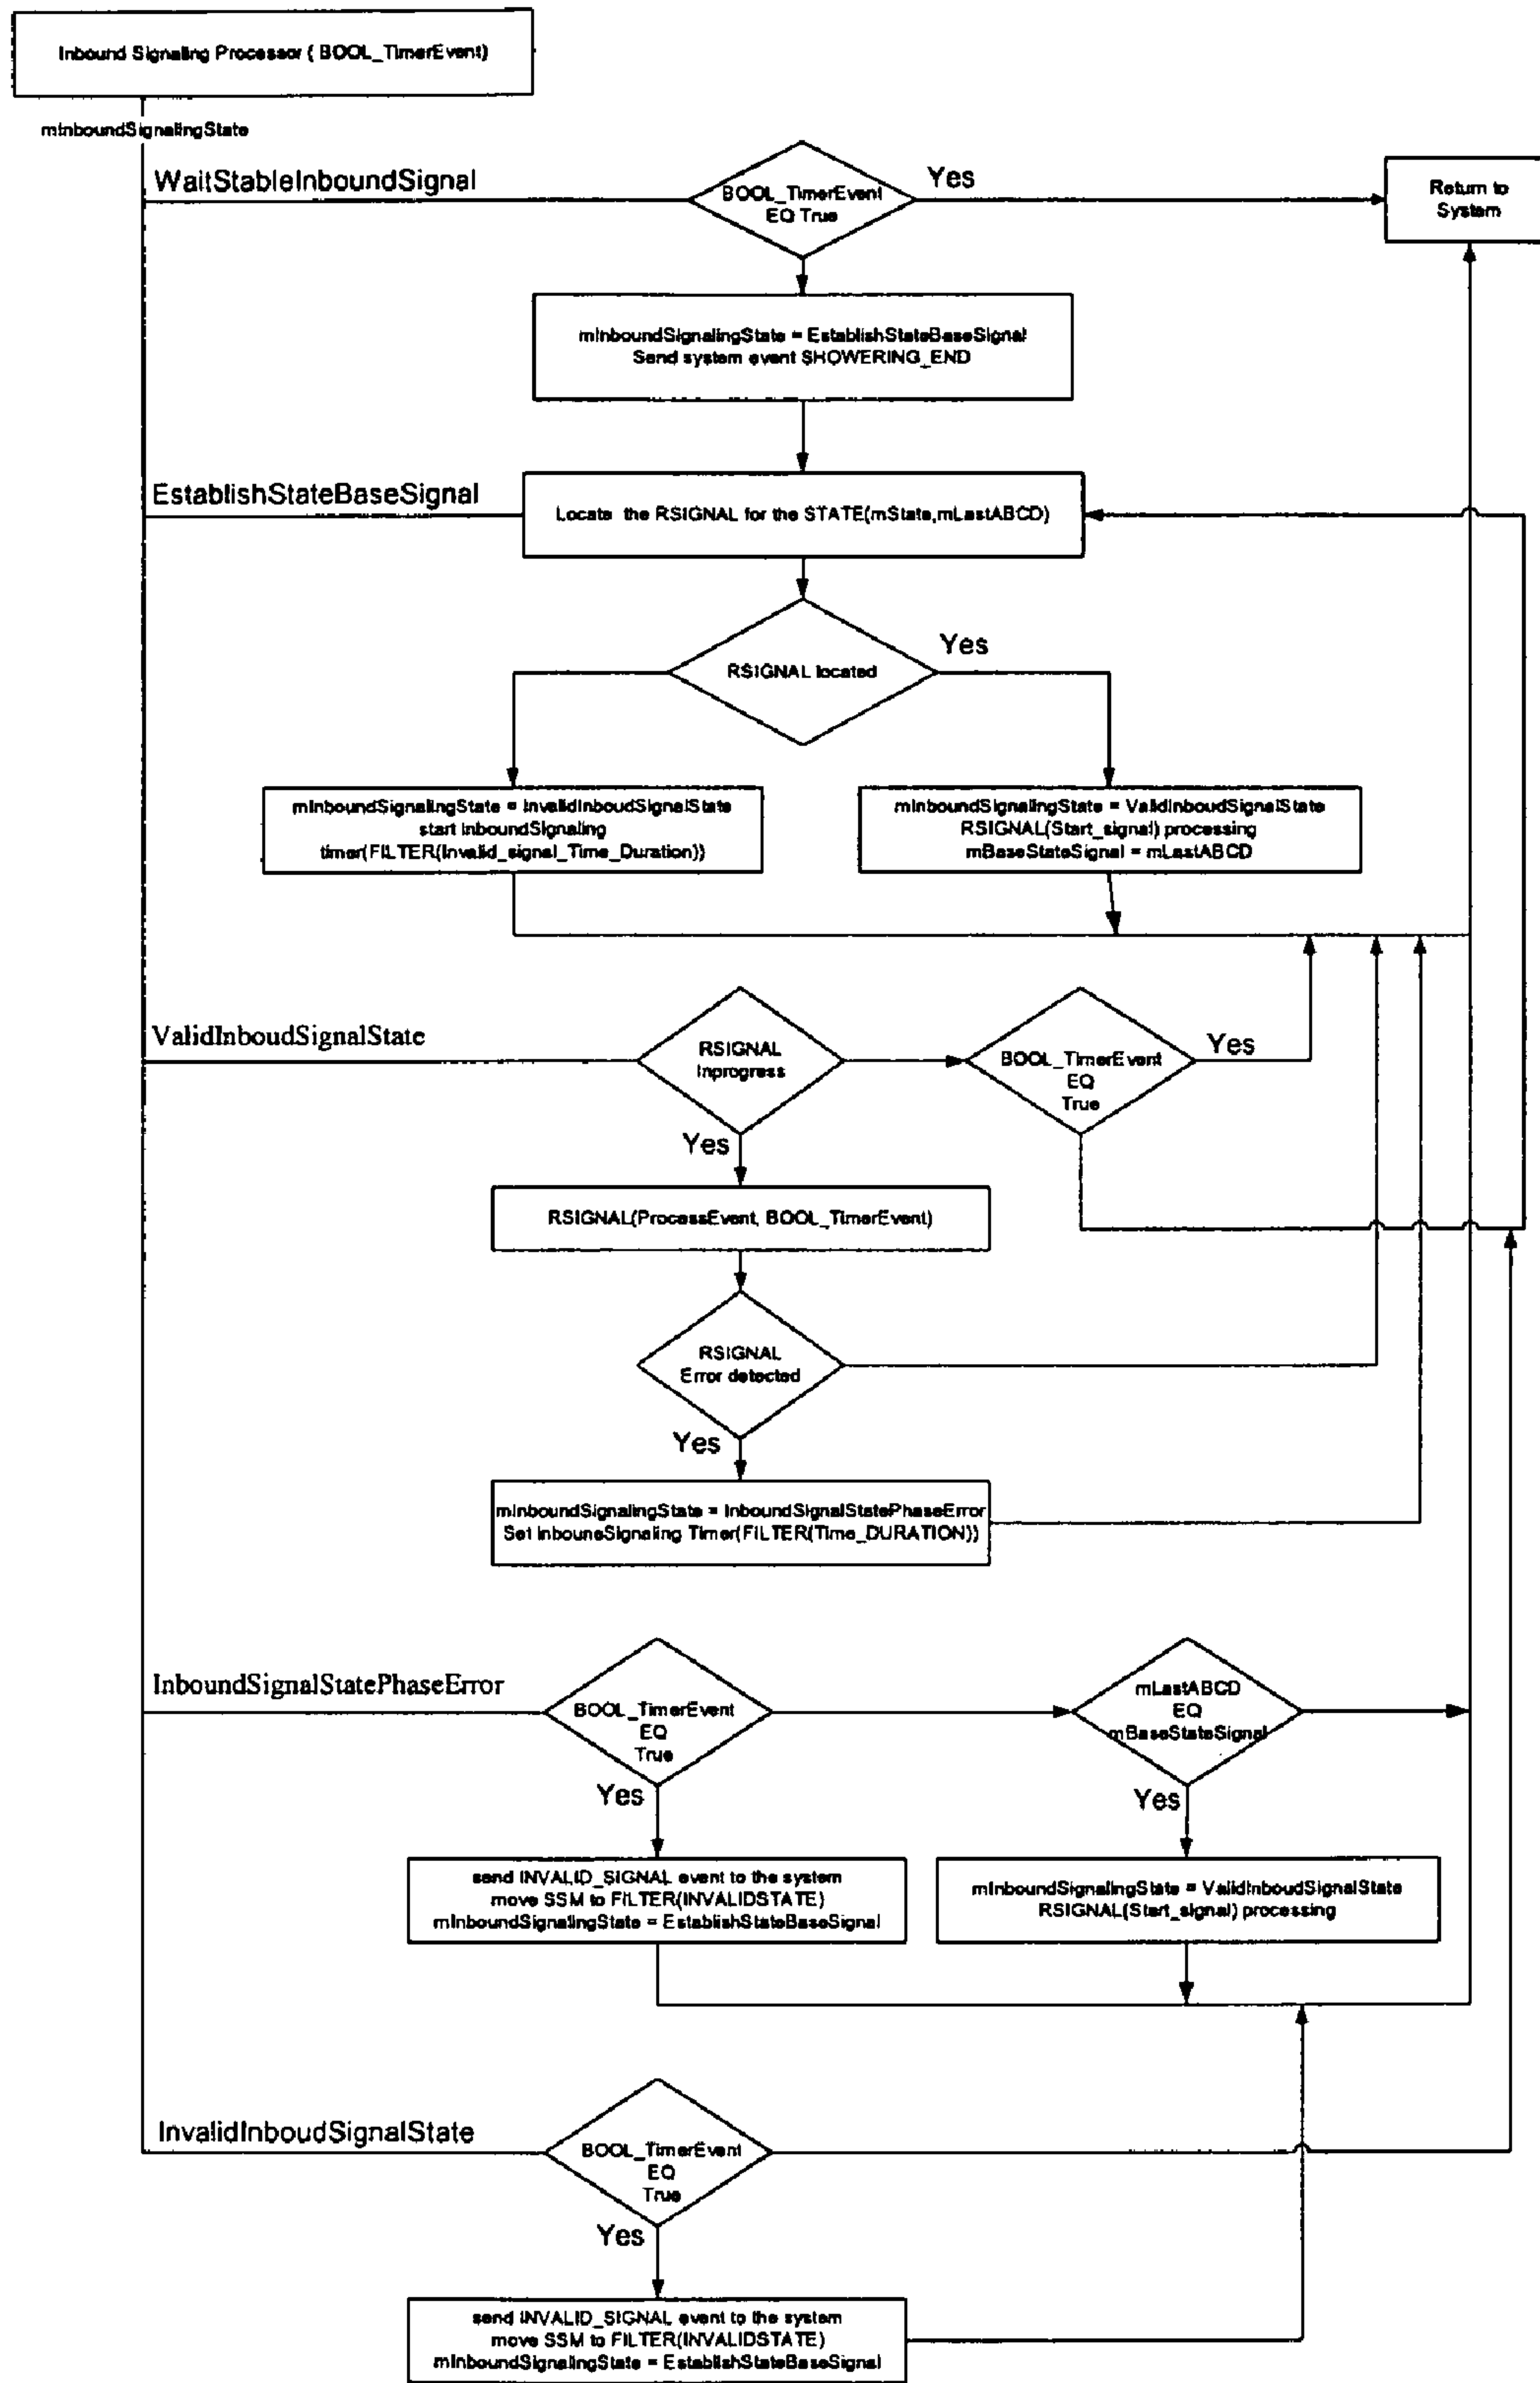 Inbound Signaling Processor ( BOOL_TimerEvent)
mInboundSignalingState
WaitStableInboundSignal
BOOL_TimerEvent
EQ True
Yes
Return to
System
mInboundSignalingState = EstablishStateBaseSignal
Send system event SHOWERING_END
EstablishStateBaseSignal
Locate the RSIGNAL for the STATE(mState,mLastABCD)
RSIGNAL located
Yes
mInboundSignalingState = InvalidInboudSignalState
start InboundSignaling
timer(FILTER(Invalid_signal_Time_Duration))
mInboundSignalingState = ValidInboudSignalState
RSIGNAL(Start_signal) processing
mBaseStateSignal = mLastABCD
ValidInboudSignalState
RSIGNAL
Inprogress
BOOL_TimerEvent
EQ
True
Yes
Yes
RSIGNAL(ProcessEvent, BOOL_TimerEvent)
RSIGNAL
Error detected
Yes
mInboundSignalingState = InboundSignalStatePhaseError
Set InbouneSignaling Timer(FILTER(Time_DURATION))
InboundSignalStatePhaseError
BOOL_TimerEvent
EQ
True
mLastABCD
EQ
mBaseStateSignal
Yes
Yes
send INVALID_SIGNAL event to the system
move SSM to FILTER(INVALIDSTATE)
mInboundSignalingState = EstablishStateBaseSignal
mInboundSignalingState = ValidInboudSignalState
RSIGNAL(Start_signal) processing
InvalidInboudSignalState
BOOL_TimerEvent
EQ
True
Yes
send INVALID_SIGNAL event to the system
move SSM to FILTER(INVALIDSTATE)
mInboundSignalingState = EstablishStateBaseSignal